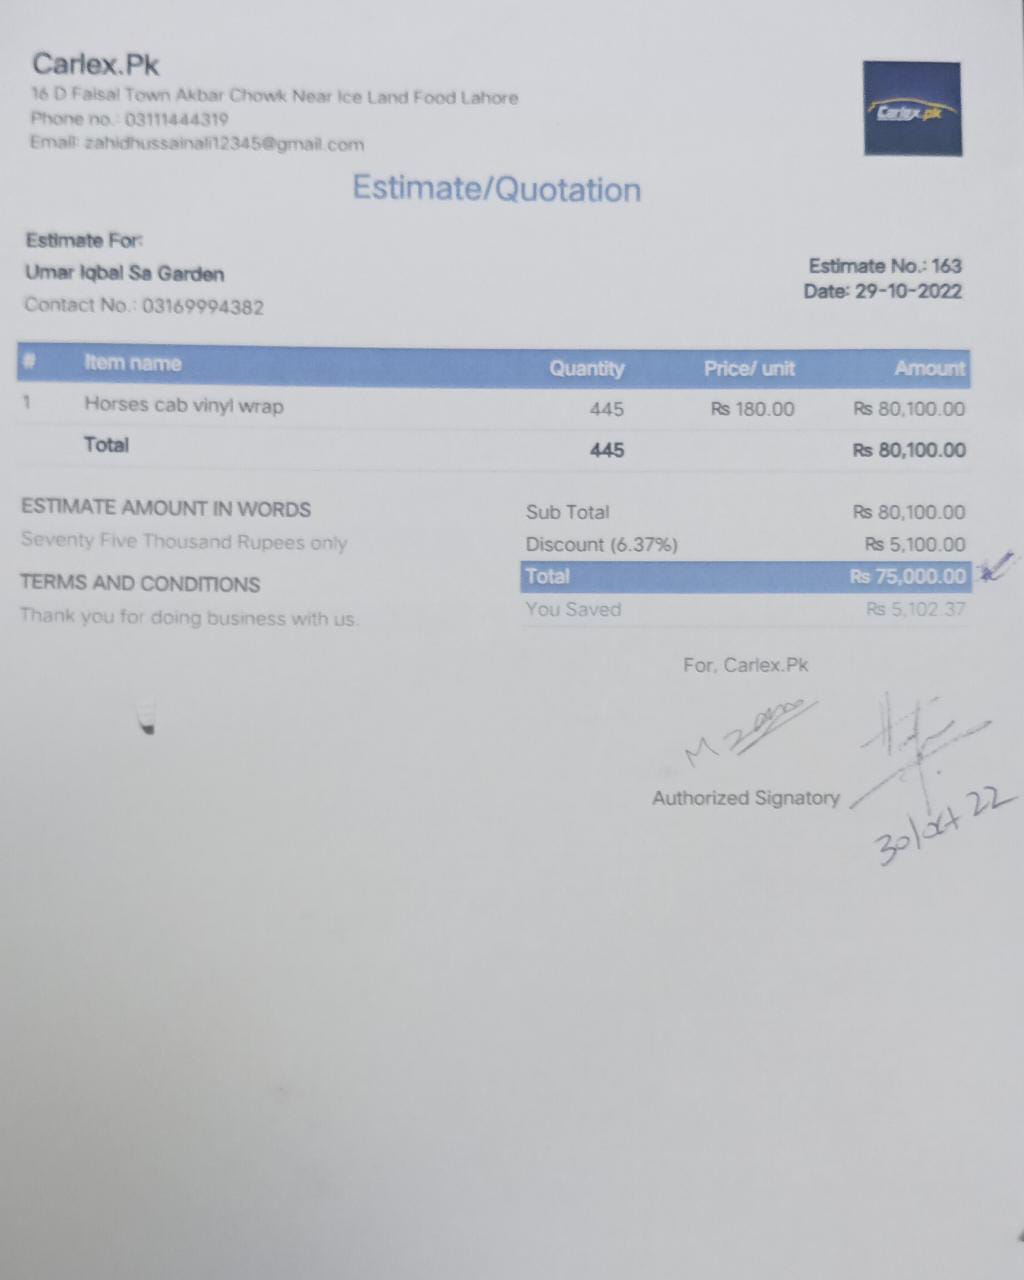 Carlex.Pk
16 D Faisal Town Akbar Chowk Near Ice Land Food Lahore
Phone no.: 03111444319
Email: zahidhussainali12345@gmail.com
Carlex.pk
Estimate/Quotation
Estimate For:
Umar Iqbal Sa Garden
Contact No.: 03169994382
Estimate No.: 163
Date: 29-10-2022
# Item name Quantity Price/ unit Amount
1 Horses cab vinyl wrap 445 Rs 180.00 Rs 80,100.00
Total 445 Rs 80,100.00
ESTIMATE AMOUNT IN WORDS
Seventy Five Thousand Rupees only
TERMS AND CONDITIONS
Thank you for doing business with us.
Sub Total Rs 80,100.00
Discount (6.37%) Rs 5,100.00
Total Rs 75,000.00
You Saved Rs 5,102.37
For, Carlex.Pk
Authorized Signatory
30/Oct 22